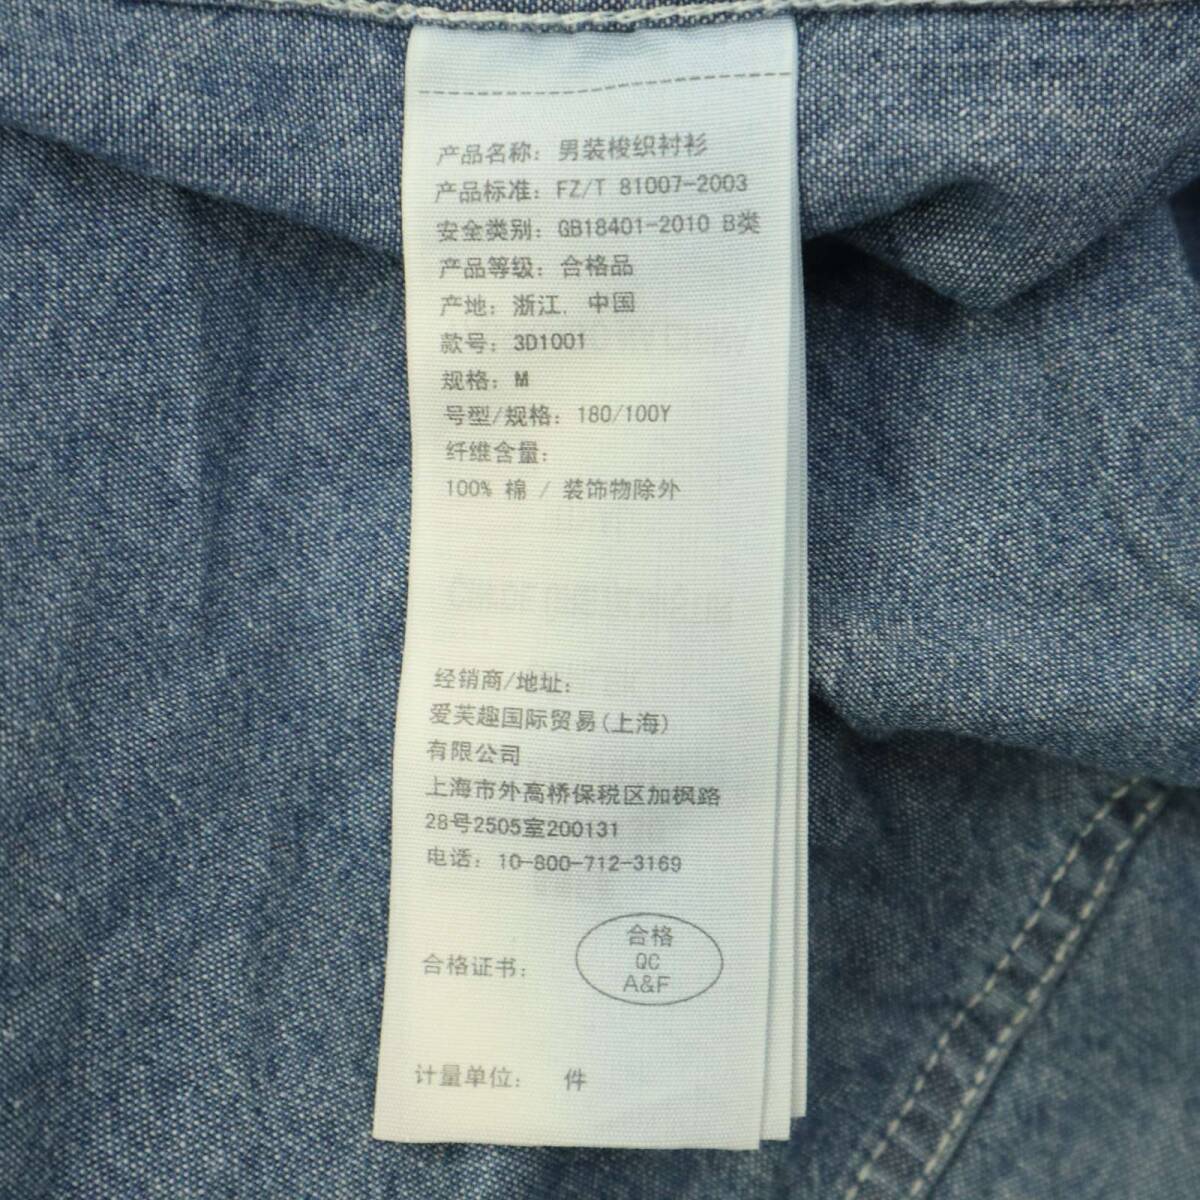 产品名称: 男装梭织衬衫
产品标准: FZ/T 81007-2003
安全类别: GB18401-2010 B类
产品等级: 合格品
产地: 浙江, 中国
款号: 3D1001
规格: M
号型/规格: 180/100Y
纤维含量:
100% 棉 / 装饰物除外
经销商/地址:
爱芙趣国际贸易(上海)
有限公司
上海市外高桥保税区加枫路
28号2505室200131
电话: 10-800-712-3169
合格
QC
A&F
合格证书:
计量单位: 件